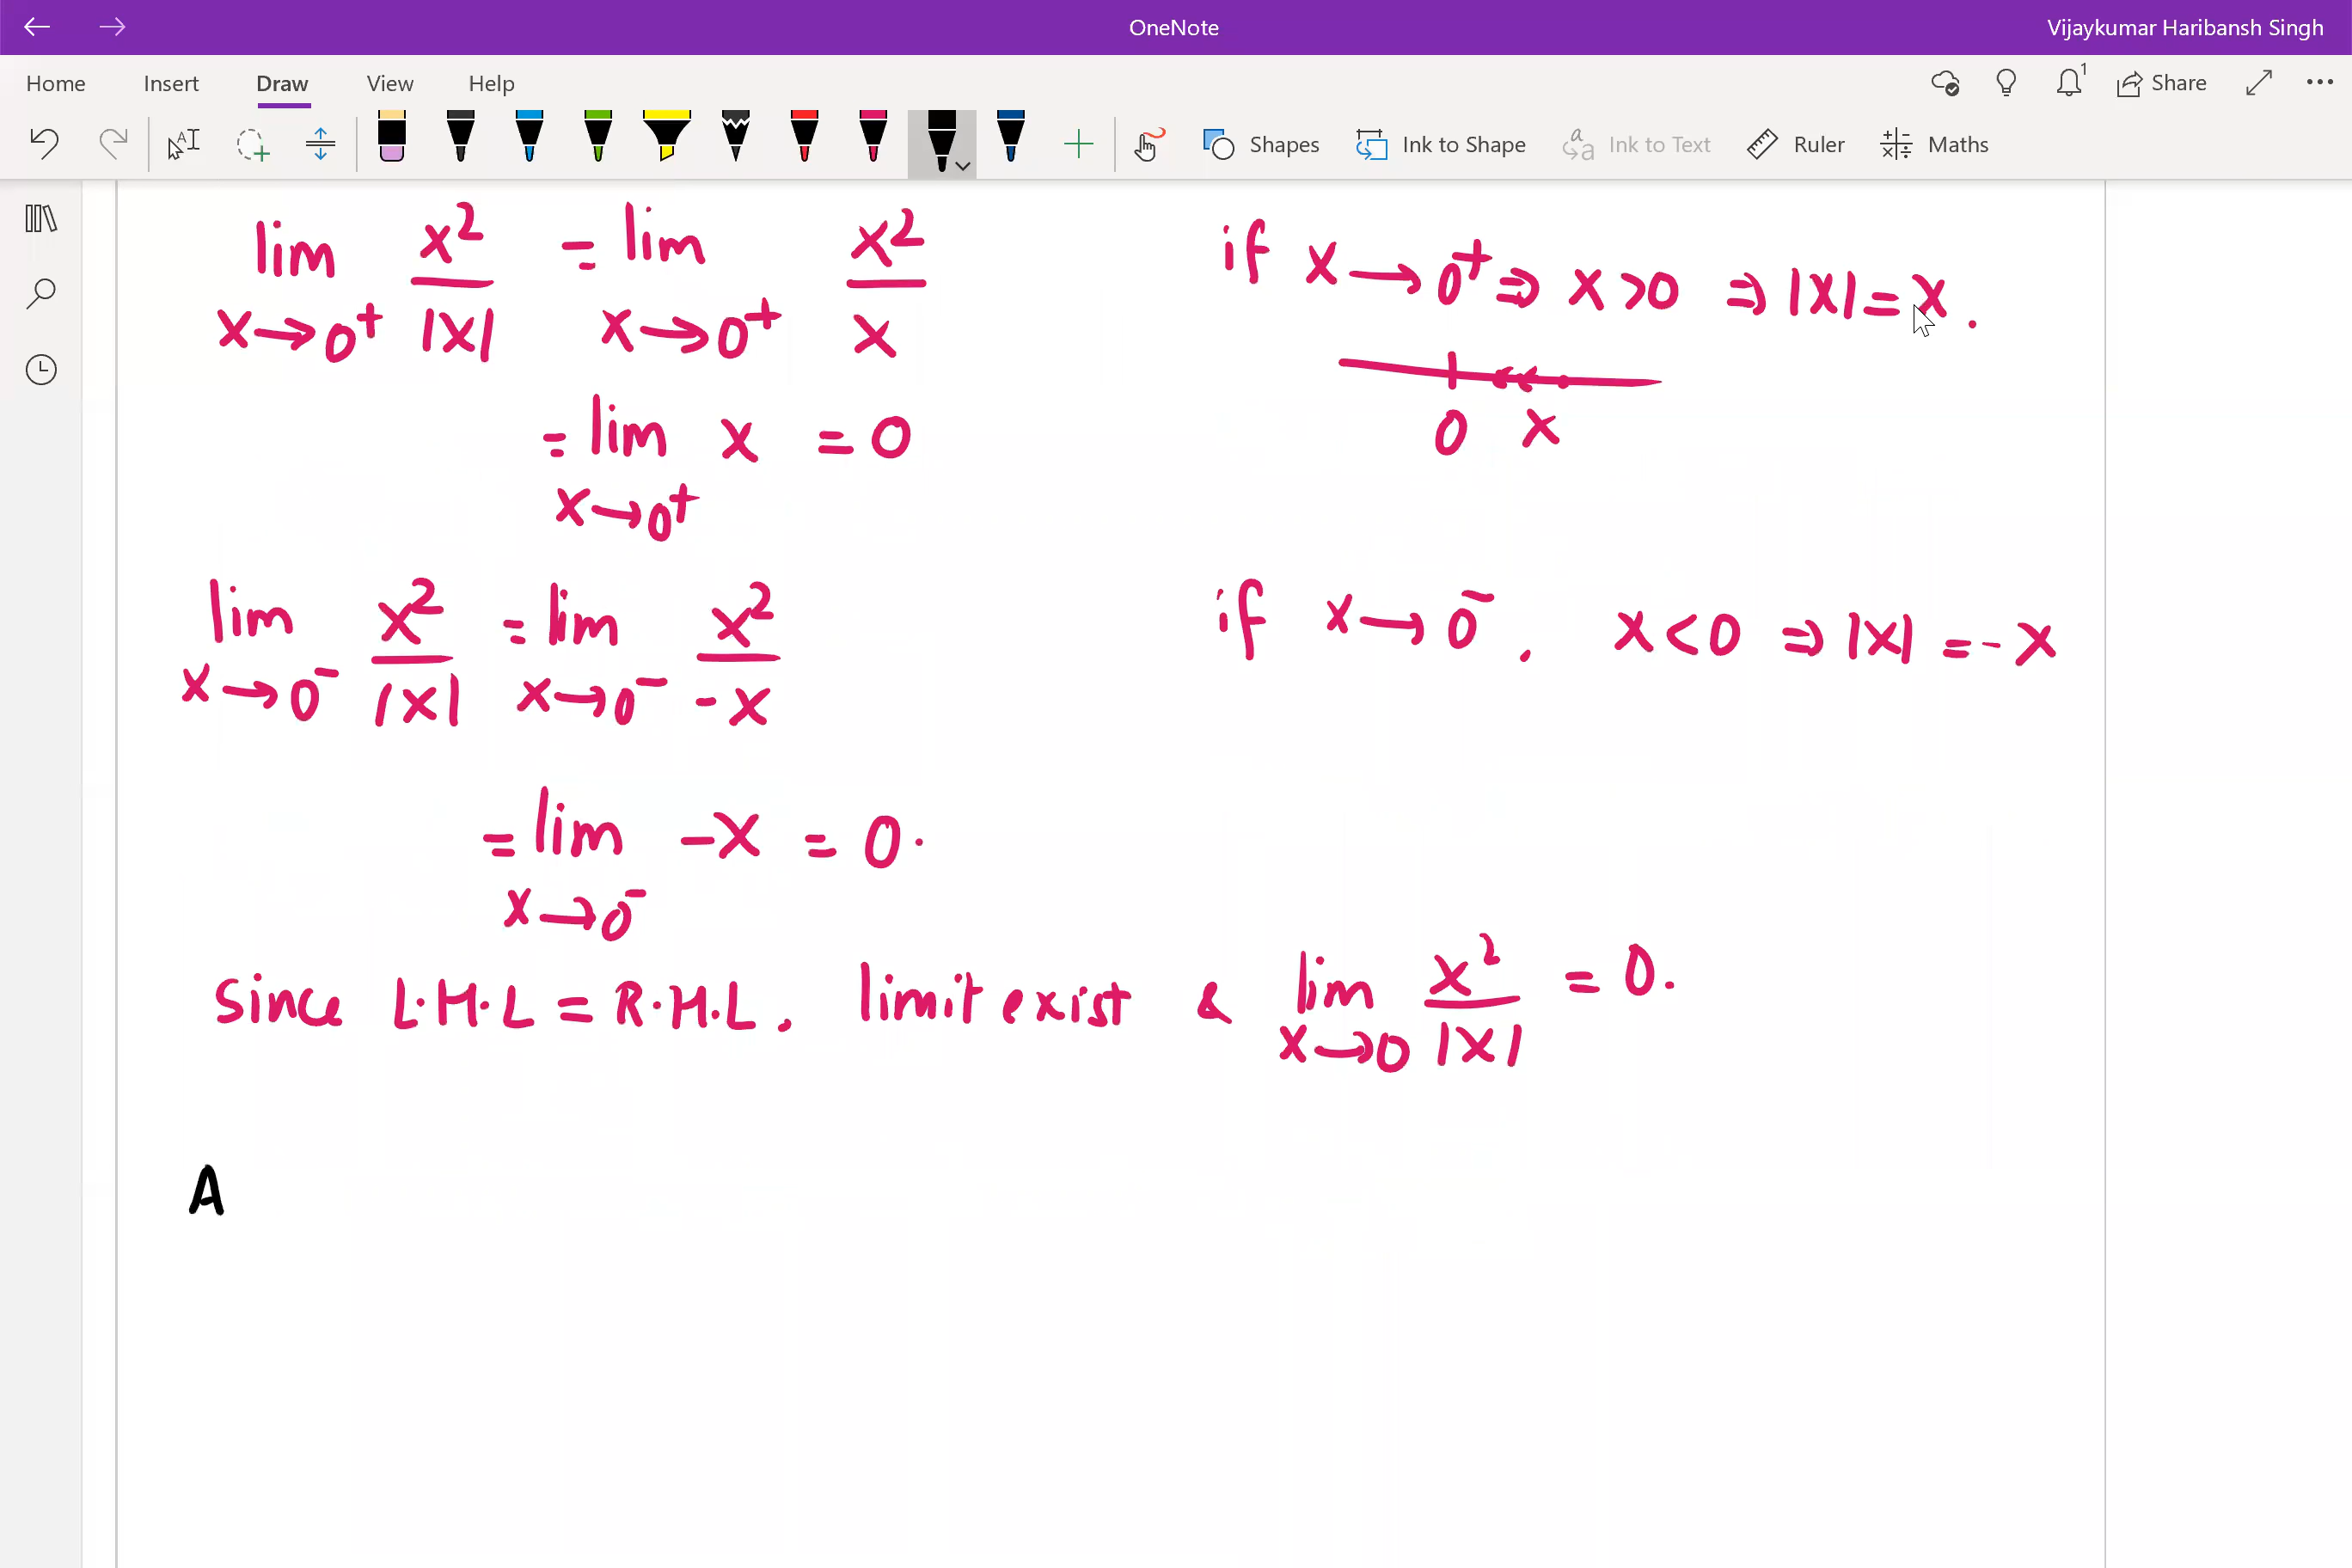 OneNote
Vijaykumar Haribansh Singh
Home Insert Draw View Help
1 Share
Shapes Ink to Shape Ink to Text Ruler Maths
lim x→0⁺ x²/|x| = lim x→0⁺ x²/x
if x→0⁺ ⇒ x>0 ⇒ |x| = x.
0 x
= lim x→0⁺ x = 0
lim x→0⁻ x²/|x| = lim x→0⁻ x²/-x
if x→0⁻, x<0 ⇒ |x| = -x
= lim x→0⁻ -x = 0.
Since L.H.L = R.H.L, limit exist & lim x→0 x²/|x| = 0.
A